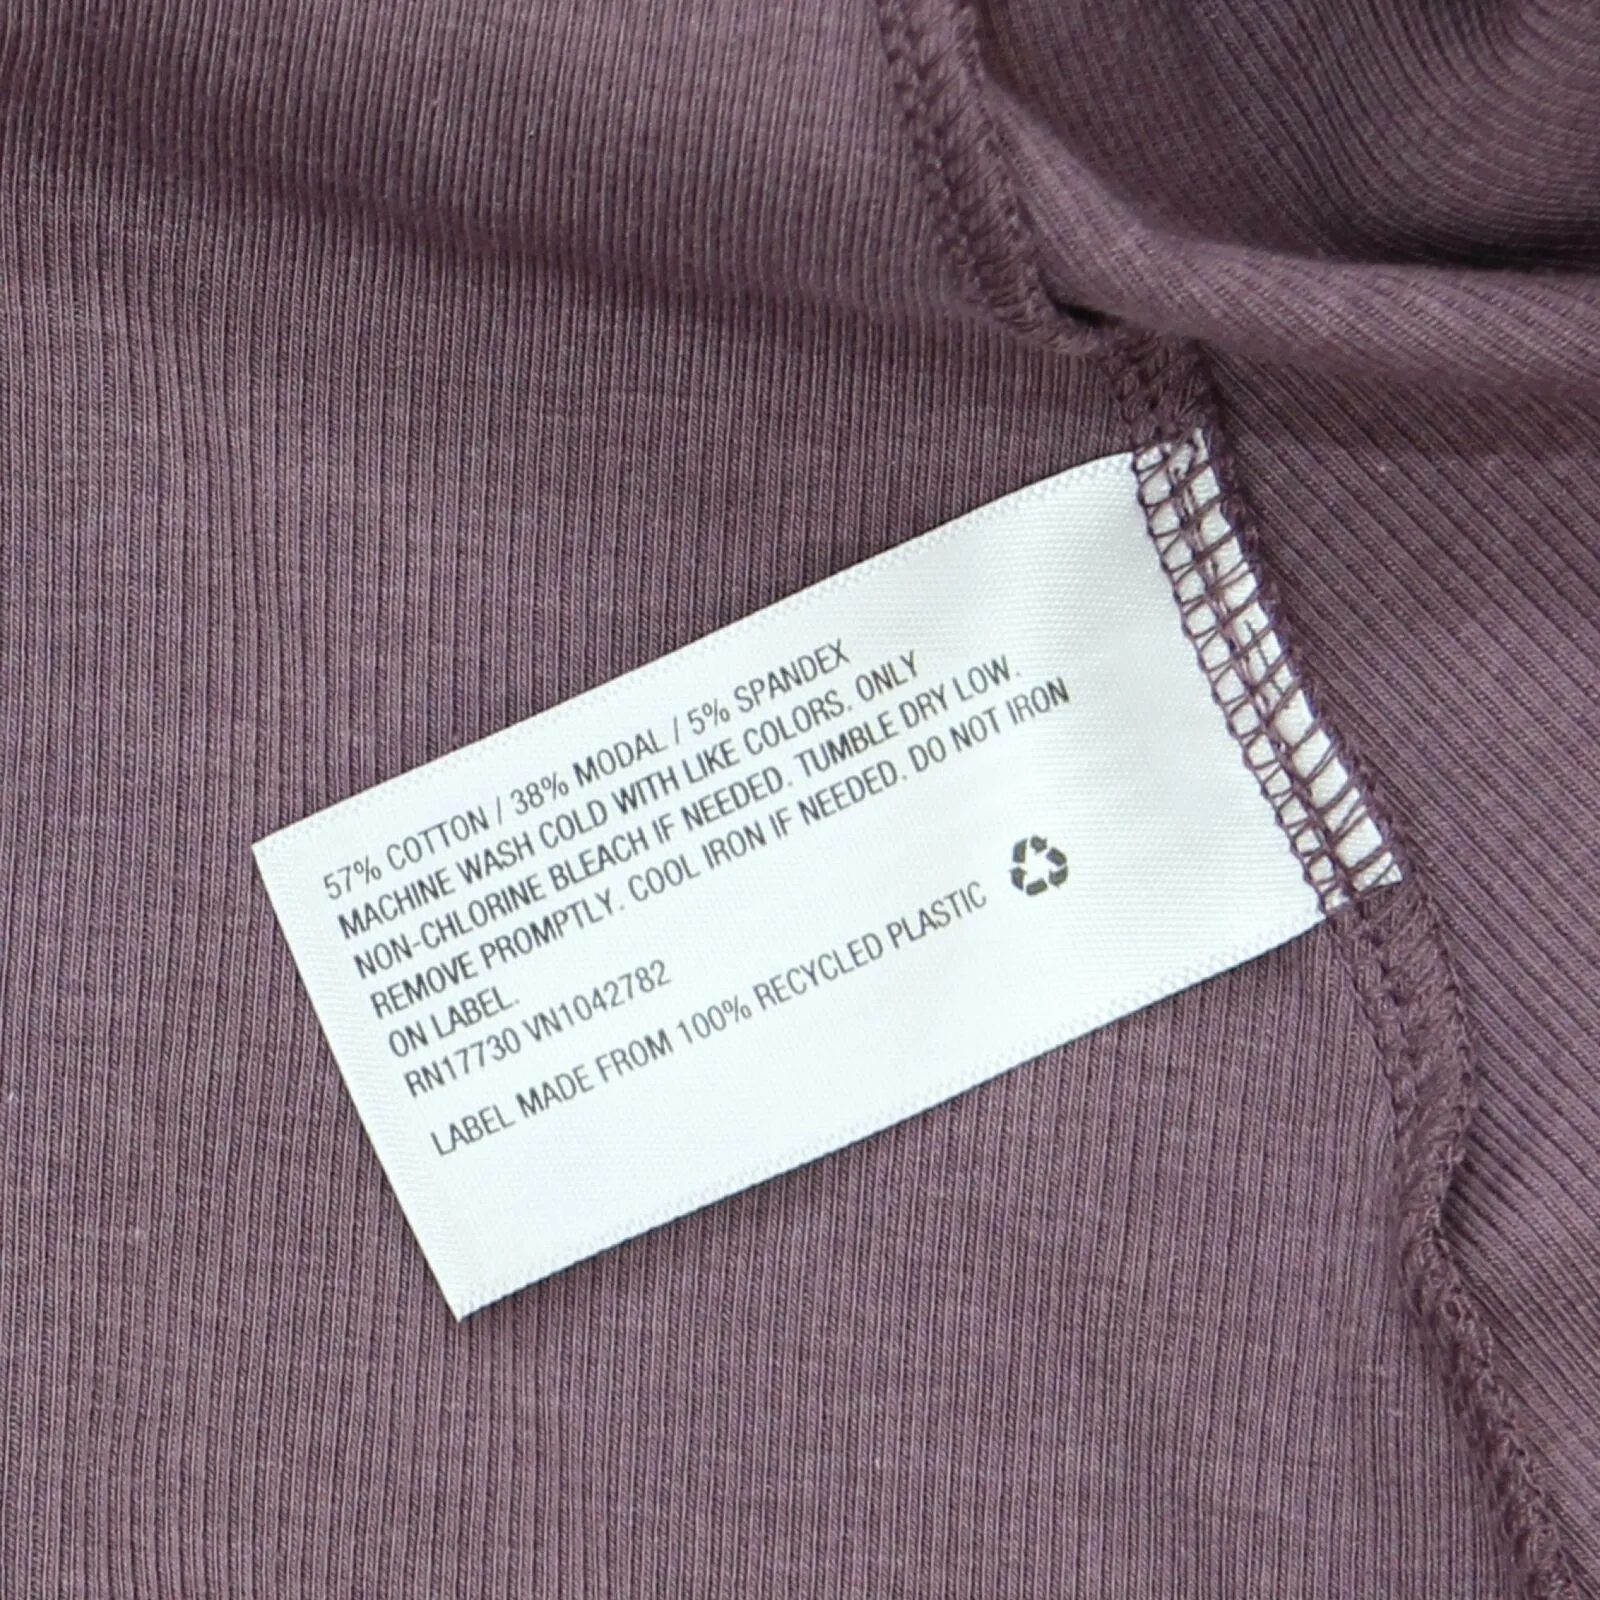 57% COTTON / 38% MODAL / 5% SPANDEX
MACHINE WASH COLD WITH LIKE COLORS. ONLY
NON-CHLORINE BLEACH IF NEEDED. TUMBLE DRY LOW.
REMOVE PROMPTLY. COOL IRON IF NEEDED. DO NOT IRON
ON LABEL.
RN17730 VN1042782
LABEL MADE FROM 100% RECYCLED PLASTIC